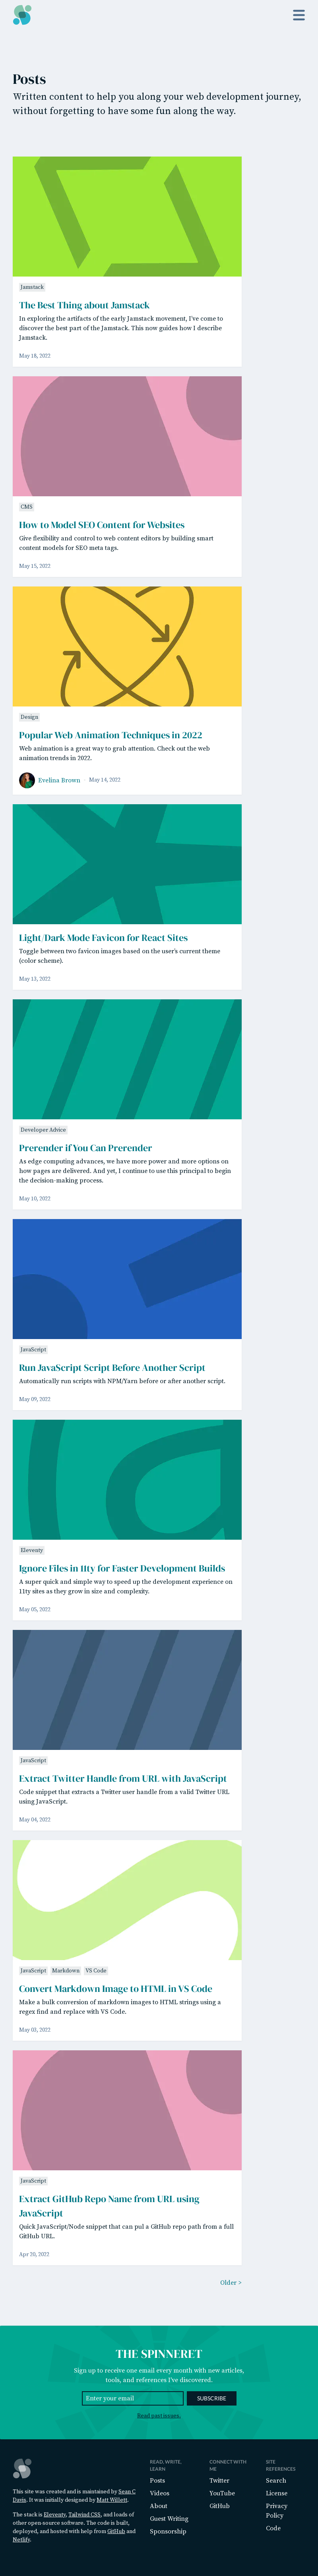 Posts
Written content to help you along your web development journey,
without forgetting to have some fun along the way.
Jamstack
The Best Thing about Jamstack
In exploring the artifacts of the early Jamstack movement, I've come to
discover the best part of the Jamstack. This now guides how I describe
Jamstack.
May 18, 2022
CMS
How to Model SEO Content for Websites
Give flexibility and control to web content editors by building smart
content models for SEO meta tags.
May 15, 2022
Design
Popular Web Animation Techniques in 2022
Web animation is a great way to grab attention. Check out the web
animation trends in 2022.
Evelina Brown
May 14, 2022
Light/Dark Mode Favicon for React Sites
Toggle between two favicon images based on the user's current theme
(color scheme).
May 13, 2022
Developer Advice
Prerender if You Can Prerender
As edge computing advances, we have more power and more options on
how pages are delivered. And yet, I continue to use this principal to begin
the decision-making process.
May 10, 2022
JavaScript
Run JavaScript Script Before Another Script
Automatically run scripts with NPM/Yarn before or after another script.
May 09, 2022
Eleventy
Ignore Files in 11ty for Faster Development Builds
A super quick and simple way to speed up the development experience on
11ty sites as they grow in size and complexity.
May 05, 2022
JavaScript
Extract Twitter Handle from URL with JavaScript
Code snippet that extracts a Twitter user handle from a valid Twitter URL
using JavaScript.
May 04, 2022
JavaScript Markdown VS Code
Convert Markdown Image to HTML in VS Code
Make a bulk conversion of markdown images to HTML strings using a
regex find and replace with VS Code.
May 03, 2022
JavaScript
Extract GitHub Repo Name from URL using
JavaScript
Quick JavaScript/Node snippet that can pul a GitHub repo path from a full
GitHub URL.
Apr 20, 2022
Older >
THE SPINNERET
Sign up to receive one email every month with new articles,
tools, and references I've discovered.
Enter your email
SUBSCRIBE
Read past issues.
This site was created and is maintained by Sean C
Davis. It was initially designed by Matt Willett.
The stack is Eleventy, Tailwind CSS, and loads of
other open-source software. The code is built,
deployed, and hosted with help from GitHub and
Netlify.
READ, WRITE,
LEARN
Posts
Videos
About
Guest Writing
Sponsorship
CONNECT WITH
ME
Twitter
YouTube
GitHub
SITE
REFERENCES
Search
License
Privacy
Policy
Code